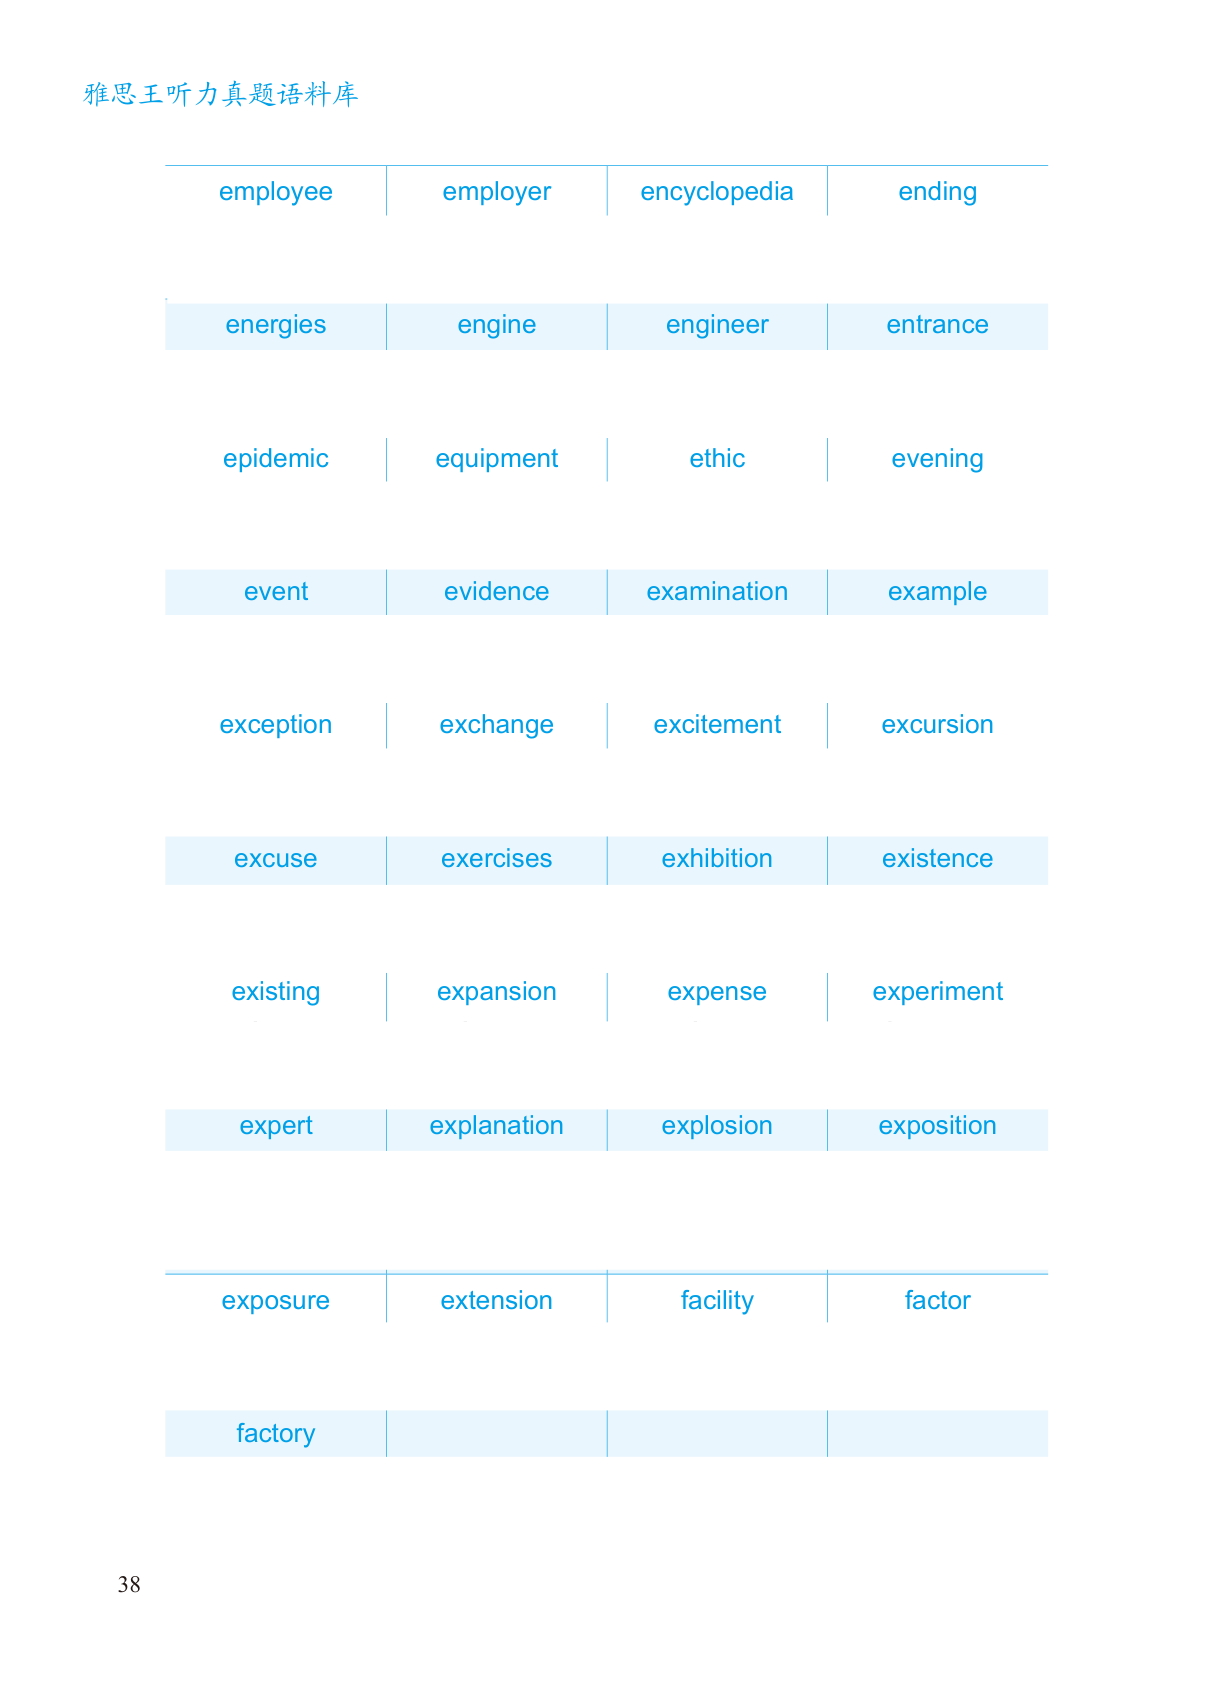 雅思王听力真题语料库
employee employer encyclopedia ending
energies engine engineer entrance
epidemic equipment ethic evening
event evidence examination example
exception exchange excitement excursion
excuse exercises exhibition existence
existing expansion expense experiment
expert explanation explosion exposition
exposure extension facility factor
factory
38